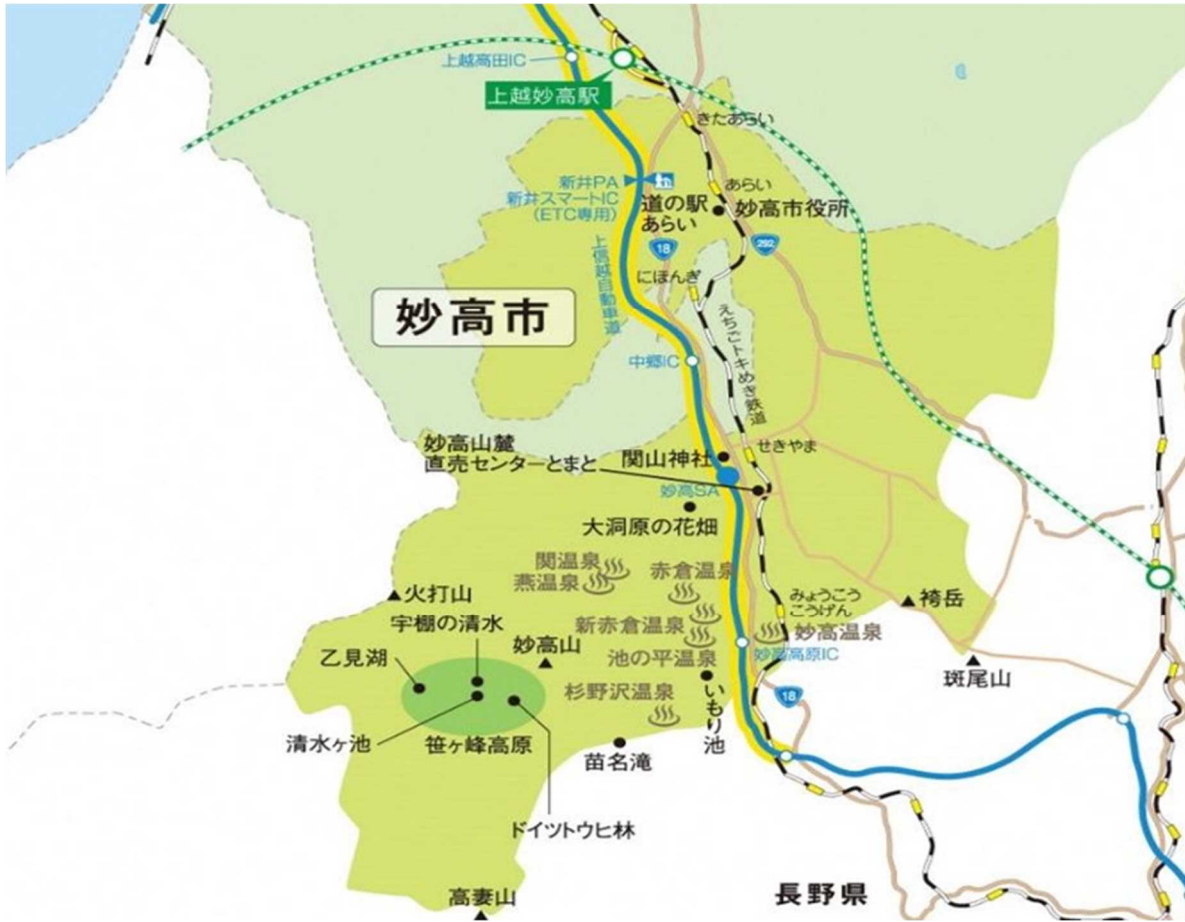 上越高田IC
上越妙高駅
きたあらい
新井PA
新井スマートIC
(ETC専用)
あらい
道の駅
あらい
妙高市役所
18
292
にほんぎ
上信越自動車道
妙高市
えちごトキめき鉄道
中郷IC
妙高山麓
直売センターとまと
関山神社
せきやま
妙高SA
大洞原の花畑
関温泉
燕温泉
赤倉温泉
火打山
みょうこう
こうげん
袴岳
宇棚の清水
新赤倉温泉
妙高温泉
乙見湖
妙高山
池の平温泉
妙高高原IC
斑尾山
杉野沢温泉
いもり池
18
清水ヶ池
笹ヶ峰高原
苗名滝
ドイツトウヒ林
高妻山
長野県